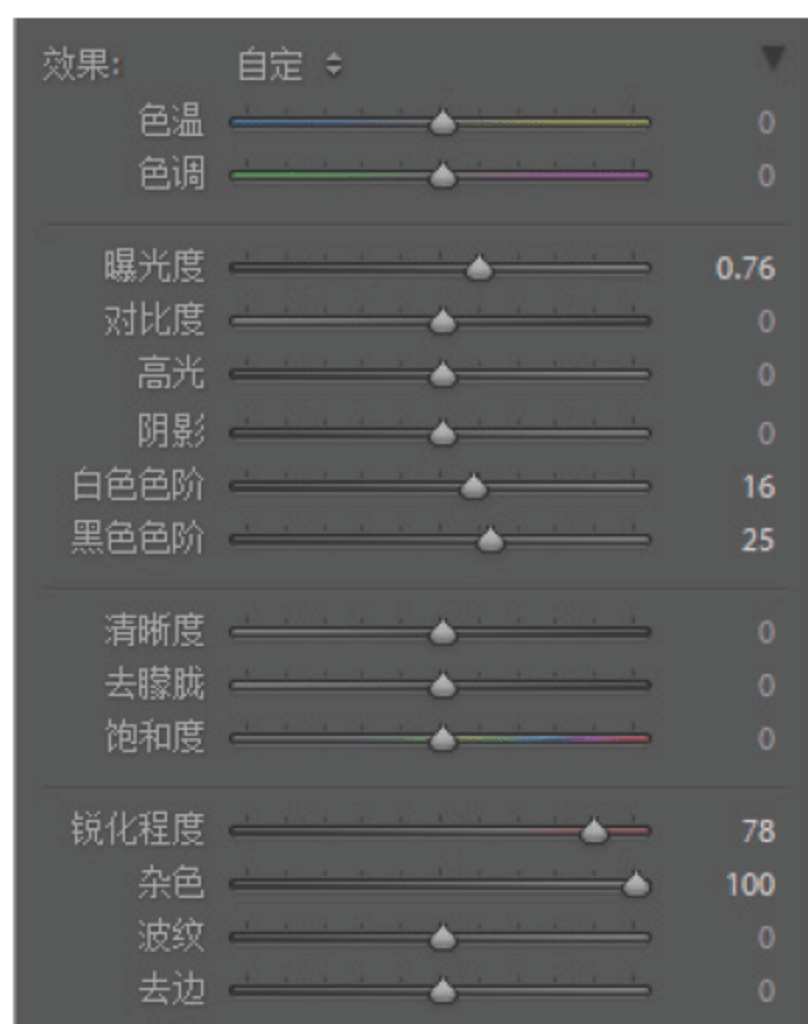 效果: 自定
色温 0
色调 0
曝光度 0.76
对比度 0
高光 0
阴影 0
白色色阶 16
黑色色阶 25
清晰度 0
去朦胧 0
饱和度 0
锐化程度 78
杂色 100
波纹 0
去边 0